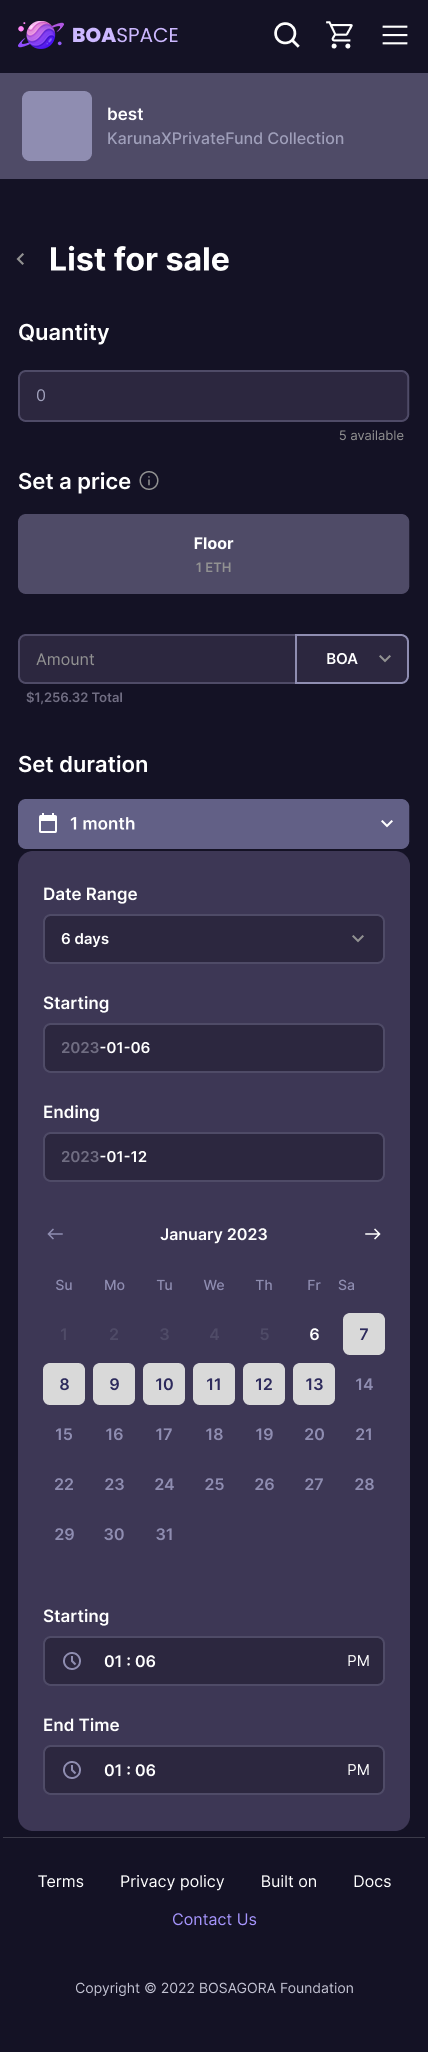 BOASPACE
best
KarunaXPrivateFund Collection
List for sale
Quantity
0
5 available
Set a price
Floor
1 ETH
Amount
BOA
$1,256.32 Total
Set duration
1 month
Date Range
6 days
Starting
2023-01-06
Ending
2023-01-12
January 2023
Su Mo Tu We Th Fr Sa
1 2 3 4 5 6 7
8 9 10 11 12 13 14
15 16 17 18 19 20 21
22 23 24 25 26 27 28
29 30 31
Starting
01 : 06 PM
End Time
01 : 06 PM
Terms Privacy policy Built on Docs
Contact Us
Copyright © 2022 BOSAGORA Foundation